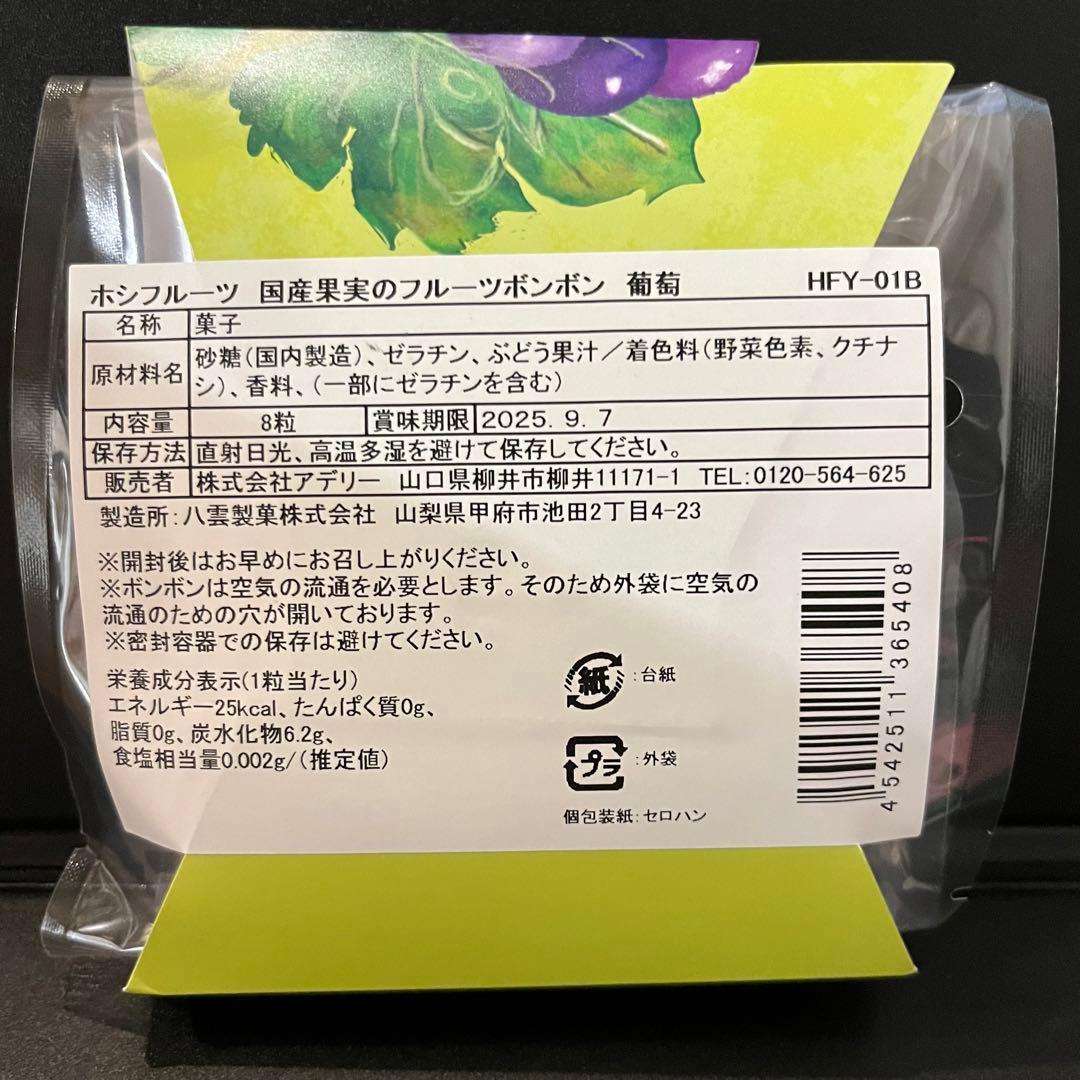 ホシフルーツ 国産果実のフルーツボンボン 葡萄 HFY-01B
名称 菓子
原材料名 砂糖(国内製造)、ゼラチン、ぶどう果汁/着色料(野菜色素、クチナ
シ)、香料、(一部にゼラチンを含む)
内容量 8粒 賞味期限 2025. 9. 7
保存方法 直射日光、高温多湿を避けて保存してください。
販売者 株式会社アデリー 山口県柳井市柳井11171-1 TEL:0120-564-625
製造所:八雲製菓株式会社 山梨県甲府市池田2丁目4-23
※開封後はお早めにお召し上がりください。
※ボンボンは空気の流通を必要とします。そのため外袋に空気の
流通のための穴が開いております。
※密封容器での保存は避けてください。
栄養成分表示(1粒当たり)
エネルギー25kcal、たんぱく質0g、
脂質0g、炭水化物6.2g、
食塩相当量0.002g/(推定値)
紙 :台紙
プラ :外袋
個包装紙:セロハン
4 542511 365408